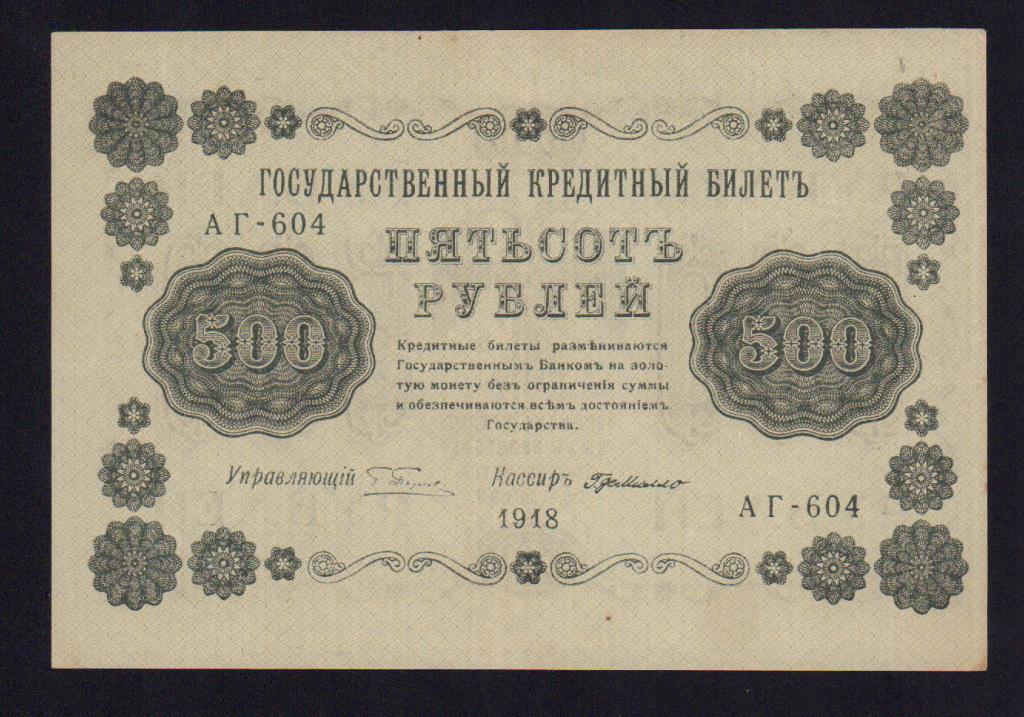 ГОСУДАРСТВЕННЫЙ КРЕДИТНЫЙ БИЛЕТЪ
АГ-604
ПЯТЬСОТЪ
РУБЛЕЙ
500
500
Кредитные билеты размѣниваются
Государственнымъ Банкомъ на золо-
тую монету безъ ограниченія суммы
и обезпечиваются всѣмъ достояніемъ
Государства.
Управляющій
Кассиръ
1918
АГ-604